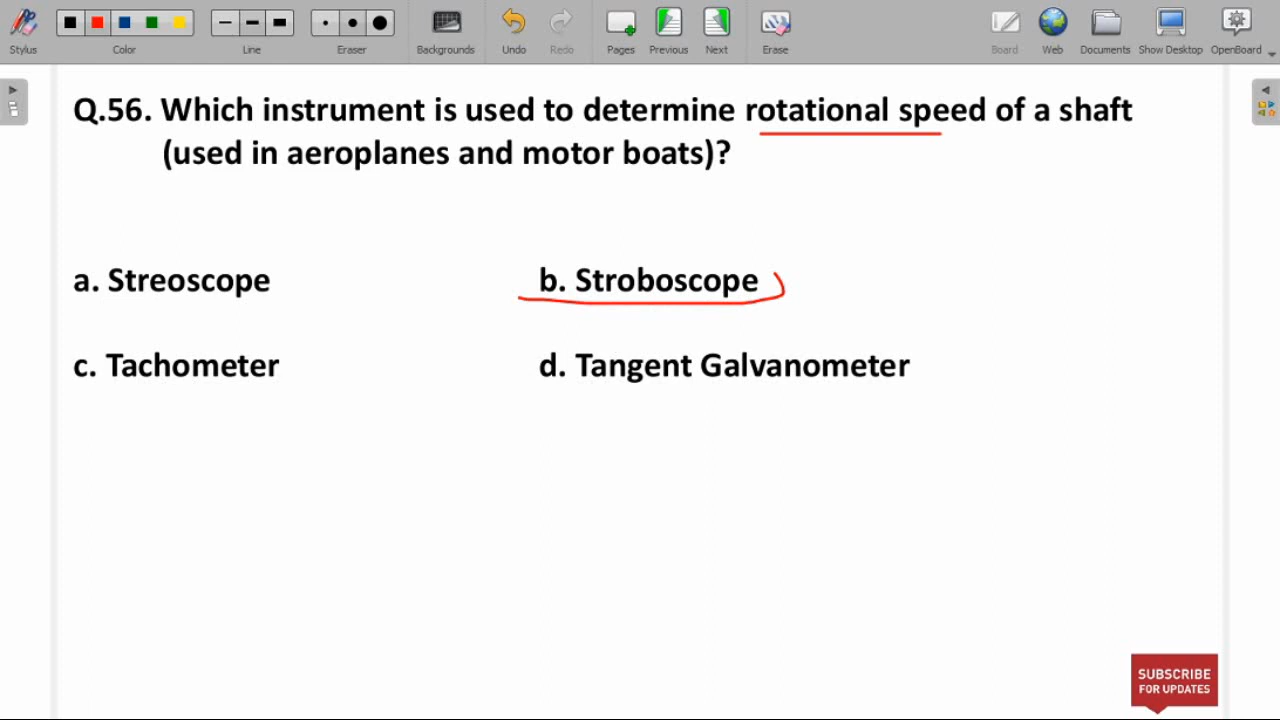 Stylus
Color
Line
Eraser
Backgrounds
Undo
Redo
Pages
Previous
Next
Erase
Board
Web
Documents
Show Desktop
OpenBoard
Q.56. Which instrument is used to determine rotational speed of a shaft
(used in aeroplanes and motor boats)?
a. Streoscope
b. Stroboscope
c. Tachometer
d. Tangent Galvanometer
SUBSCRIBE
FOR UPDATES